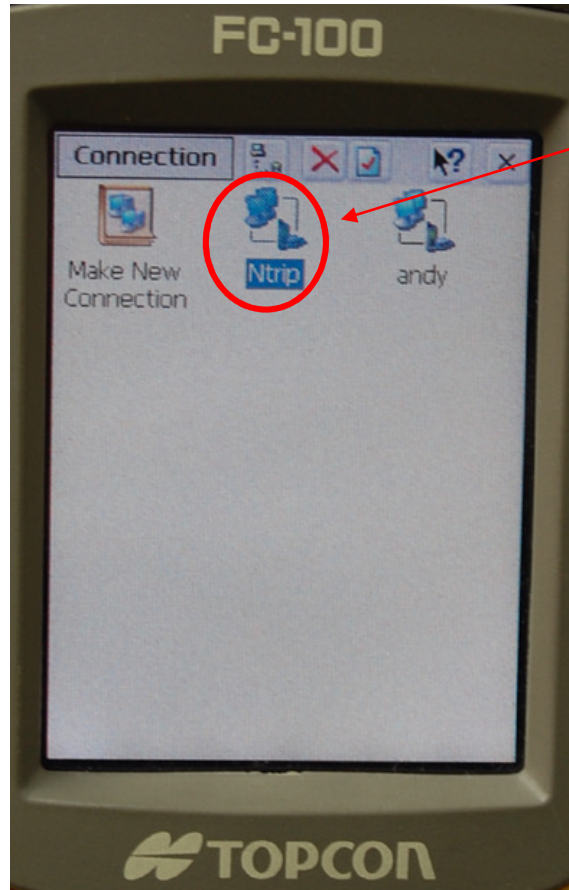 FC-100
Connection
Make New
Connection
Ntrip
andy
TOPCON